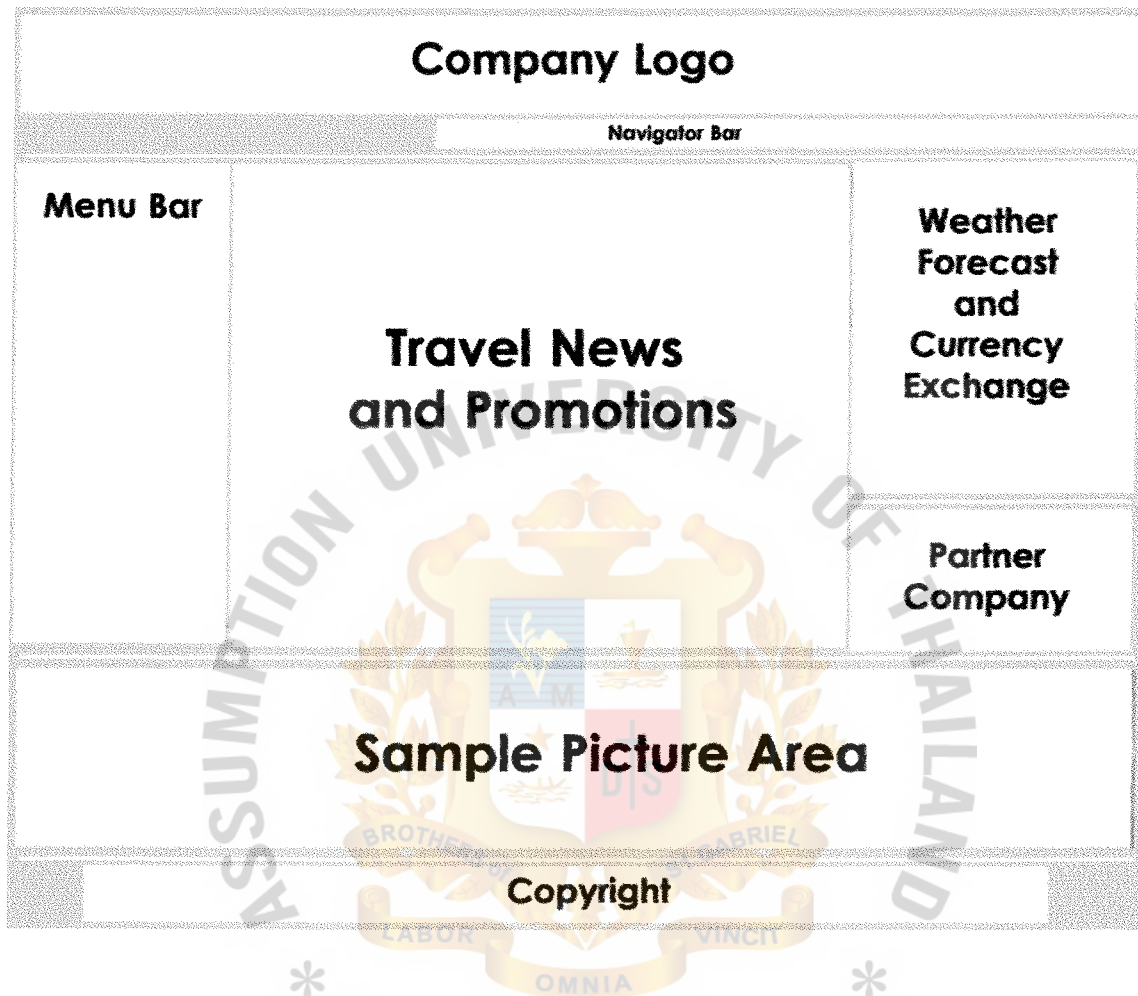 Company Logo
Navigator Bar
Menu Bar
Travel News
and Promotions
Weather
Forecast
and
Currency
Exchange
Partner
Company
Sample Picture Area
Copyright
ASSUMPTION UNIVERSITY OF THAILAND
A M
D S
BROTHERS OF
ST GABRIEL
LABOR
OMNIA
VINCIT
* *